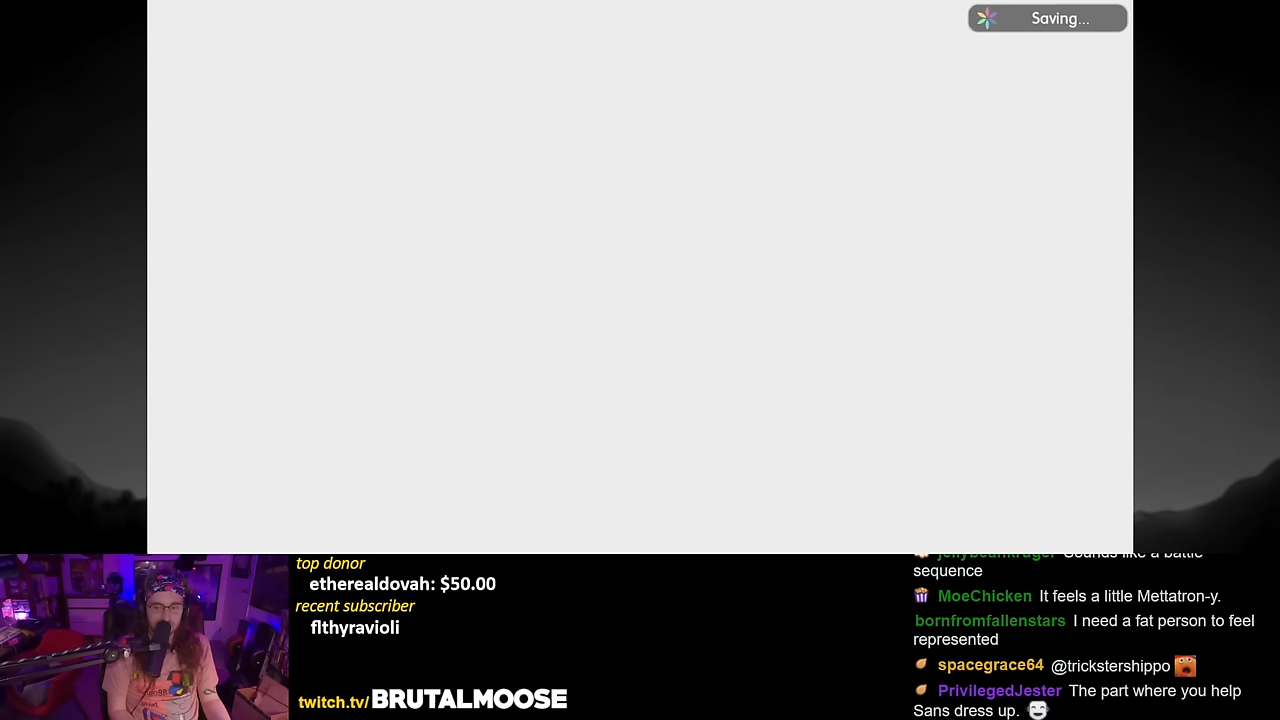 Saving...
top donor
etherealdovah: $50.00
recent subscriber
flthyravioli
twitch.tv/BRUTALMOOSE
jellybeankruger Sounds like a battle
sequence
MoeChicken It feels a little Mettatron-y.
bornfromfallenstars I need a fat person to feel
represented
spacegrace64 @trickstershippo
PrivilegedJester The part where you help
Sans dress up.